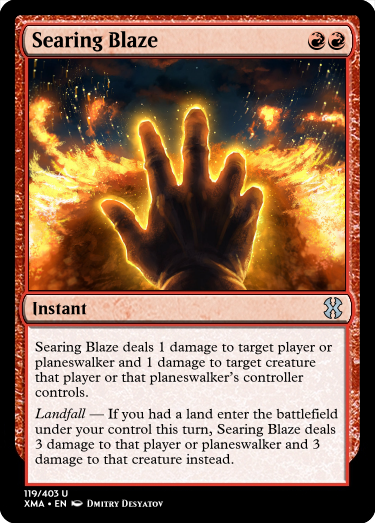 Searing Blaze
Instant
Searing Blaze deals 1 damage to target player or
planeswalker and 1 damage to target creature
that player or that planeswalker's controller
controls.
Landfall — If you had a land enter the battlefield
under your control this turn, Searing Blaze deals
3 damage to that player or planeswalker and 3
damage to that creature instead.
119/403 U
XMA • EN Dmitry Desyatov